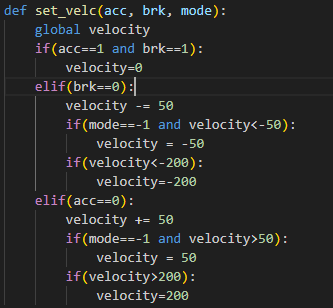 def set_velc(acc, brk, mode):
    global velocity
    if(acc==1 and brk==1):
        velocity=0
    elif(brk==0):
        velocity -= 50
        if(mode==-1 and velocity<-50):
            velocity = -50
        if(velocity<-200):
            velocity=-200
    elif(acc==0):
        velocity += 50
        if(mode==-1 and velocity>50):
            velocity = 50
        if(velocity>200):
            velocity=200